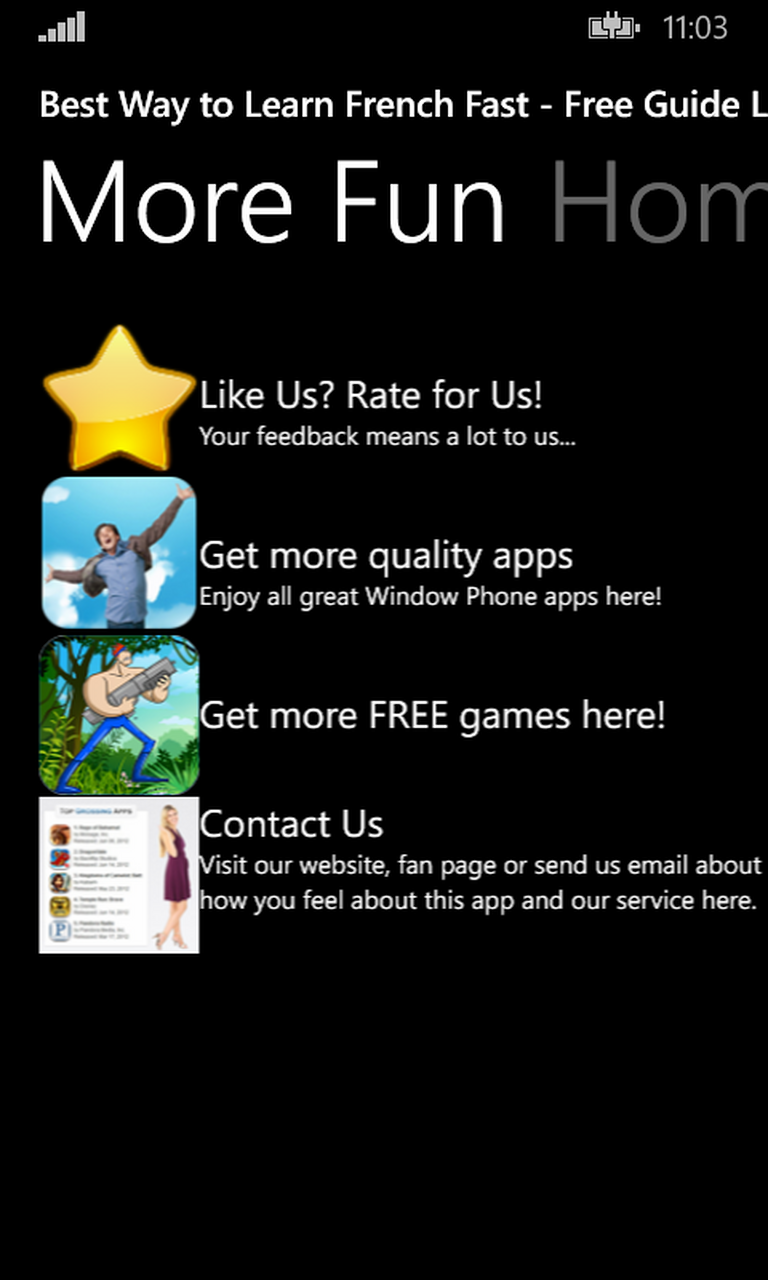 11:03
Best Way to Learn French Fast - Free Guide L
More Fun Hom
Like Us? Rate for Us!
Your feedback means a lot to us...
Get more quality apps
Enjoy all great Window Phone apps here!
Get more FREE games here!
Contact Us
Visit our website, fan page or send us email about
how you feel about this app and our service here.
TOP GROSSING APPS